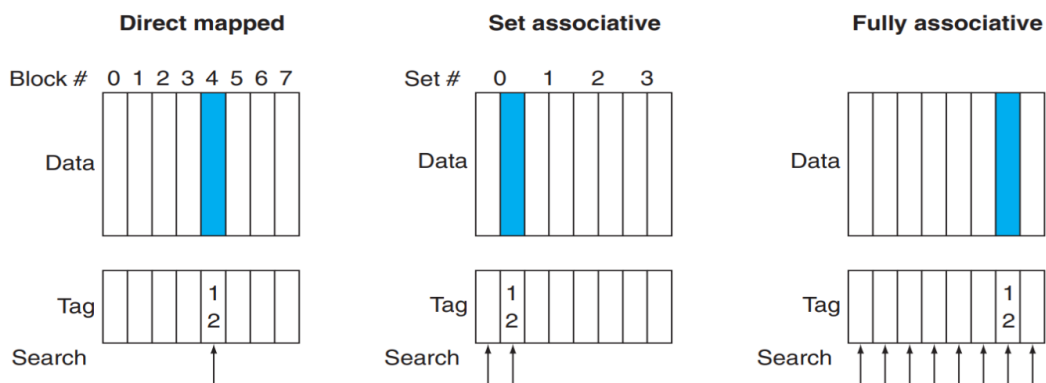 Direct mapped
Block # 0 1 2 3 4 5 6 7
Data
Tag
1
2
Search
Set associative
Set # 0 1 2 3
Data
Tag
1
2
Search
Fully associative
Data
Tag
1
2
Search